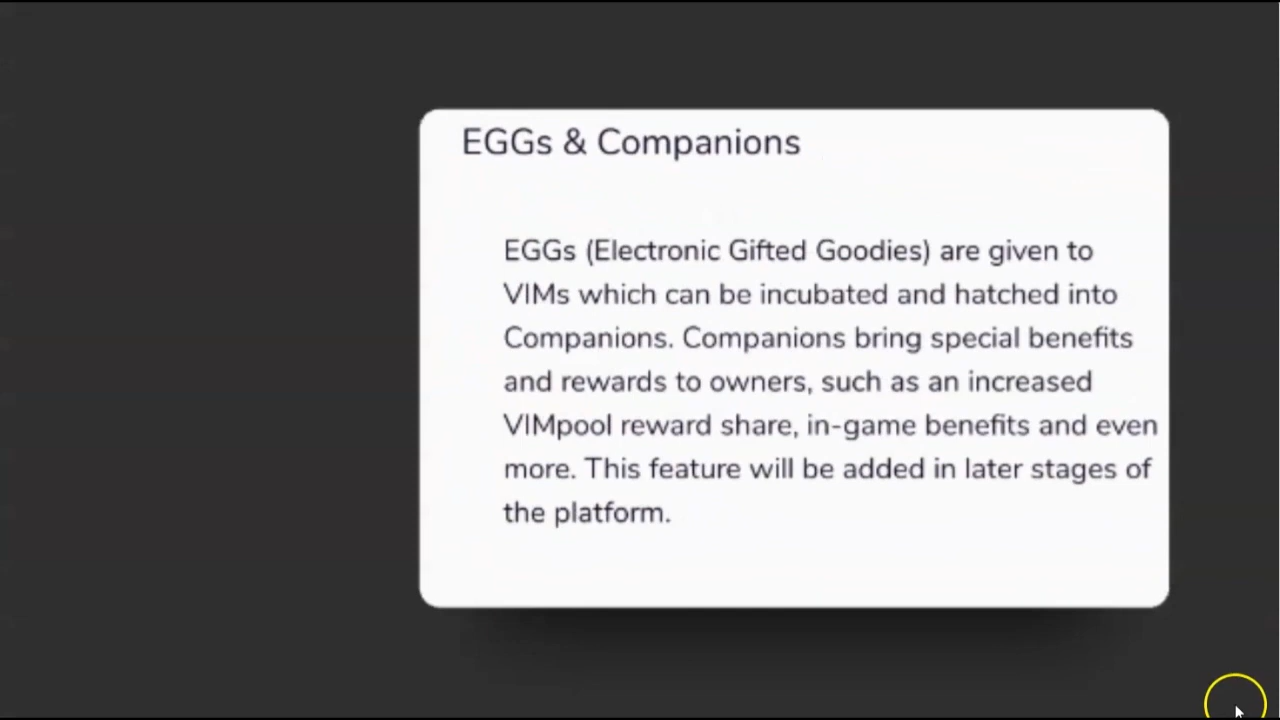 EGGs & Companions
EGGs (Electronic Gifted Goodies) are given to
VIMs which can be incubated and hatched into
Companions. Companions bring special benefits
and rewards to owners, such as an increased
VIMpool reward share, in-game benefits and even
more. This feature will be added in later stages of
the platform.